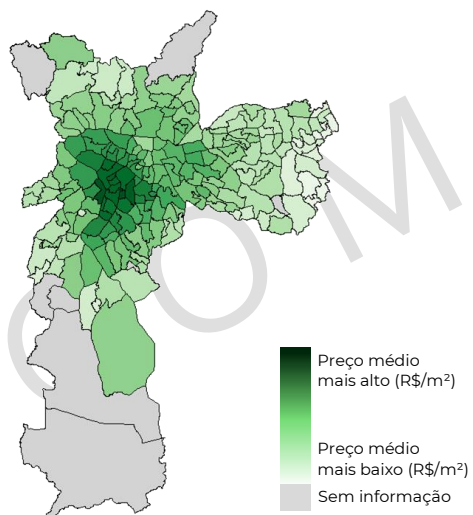 COM
Preço médio
mais alto (R$/m²)
Preço médio
mais baixo (R$/m²)
Sem informação